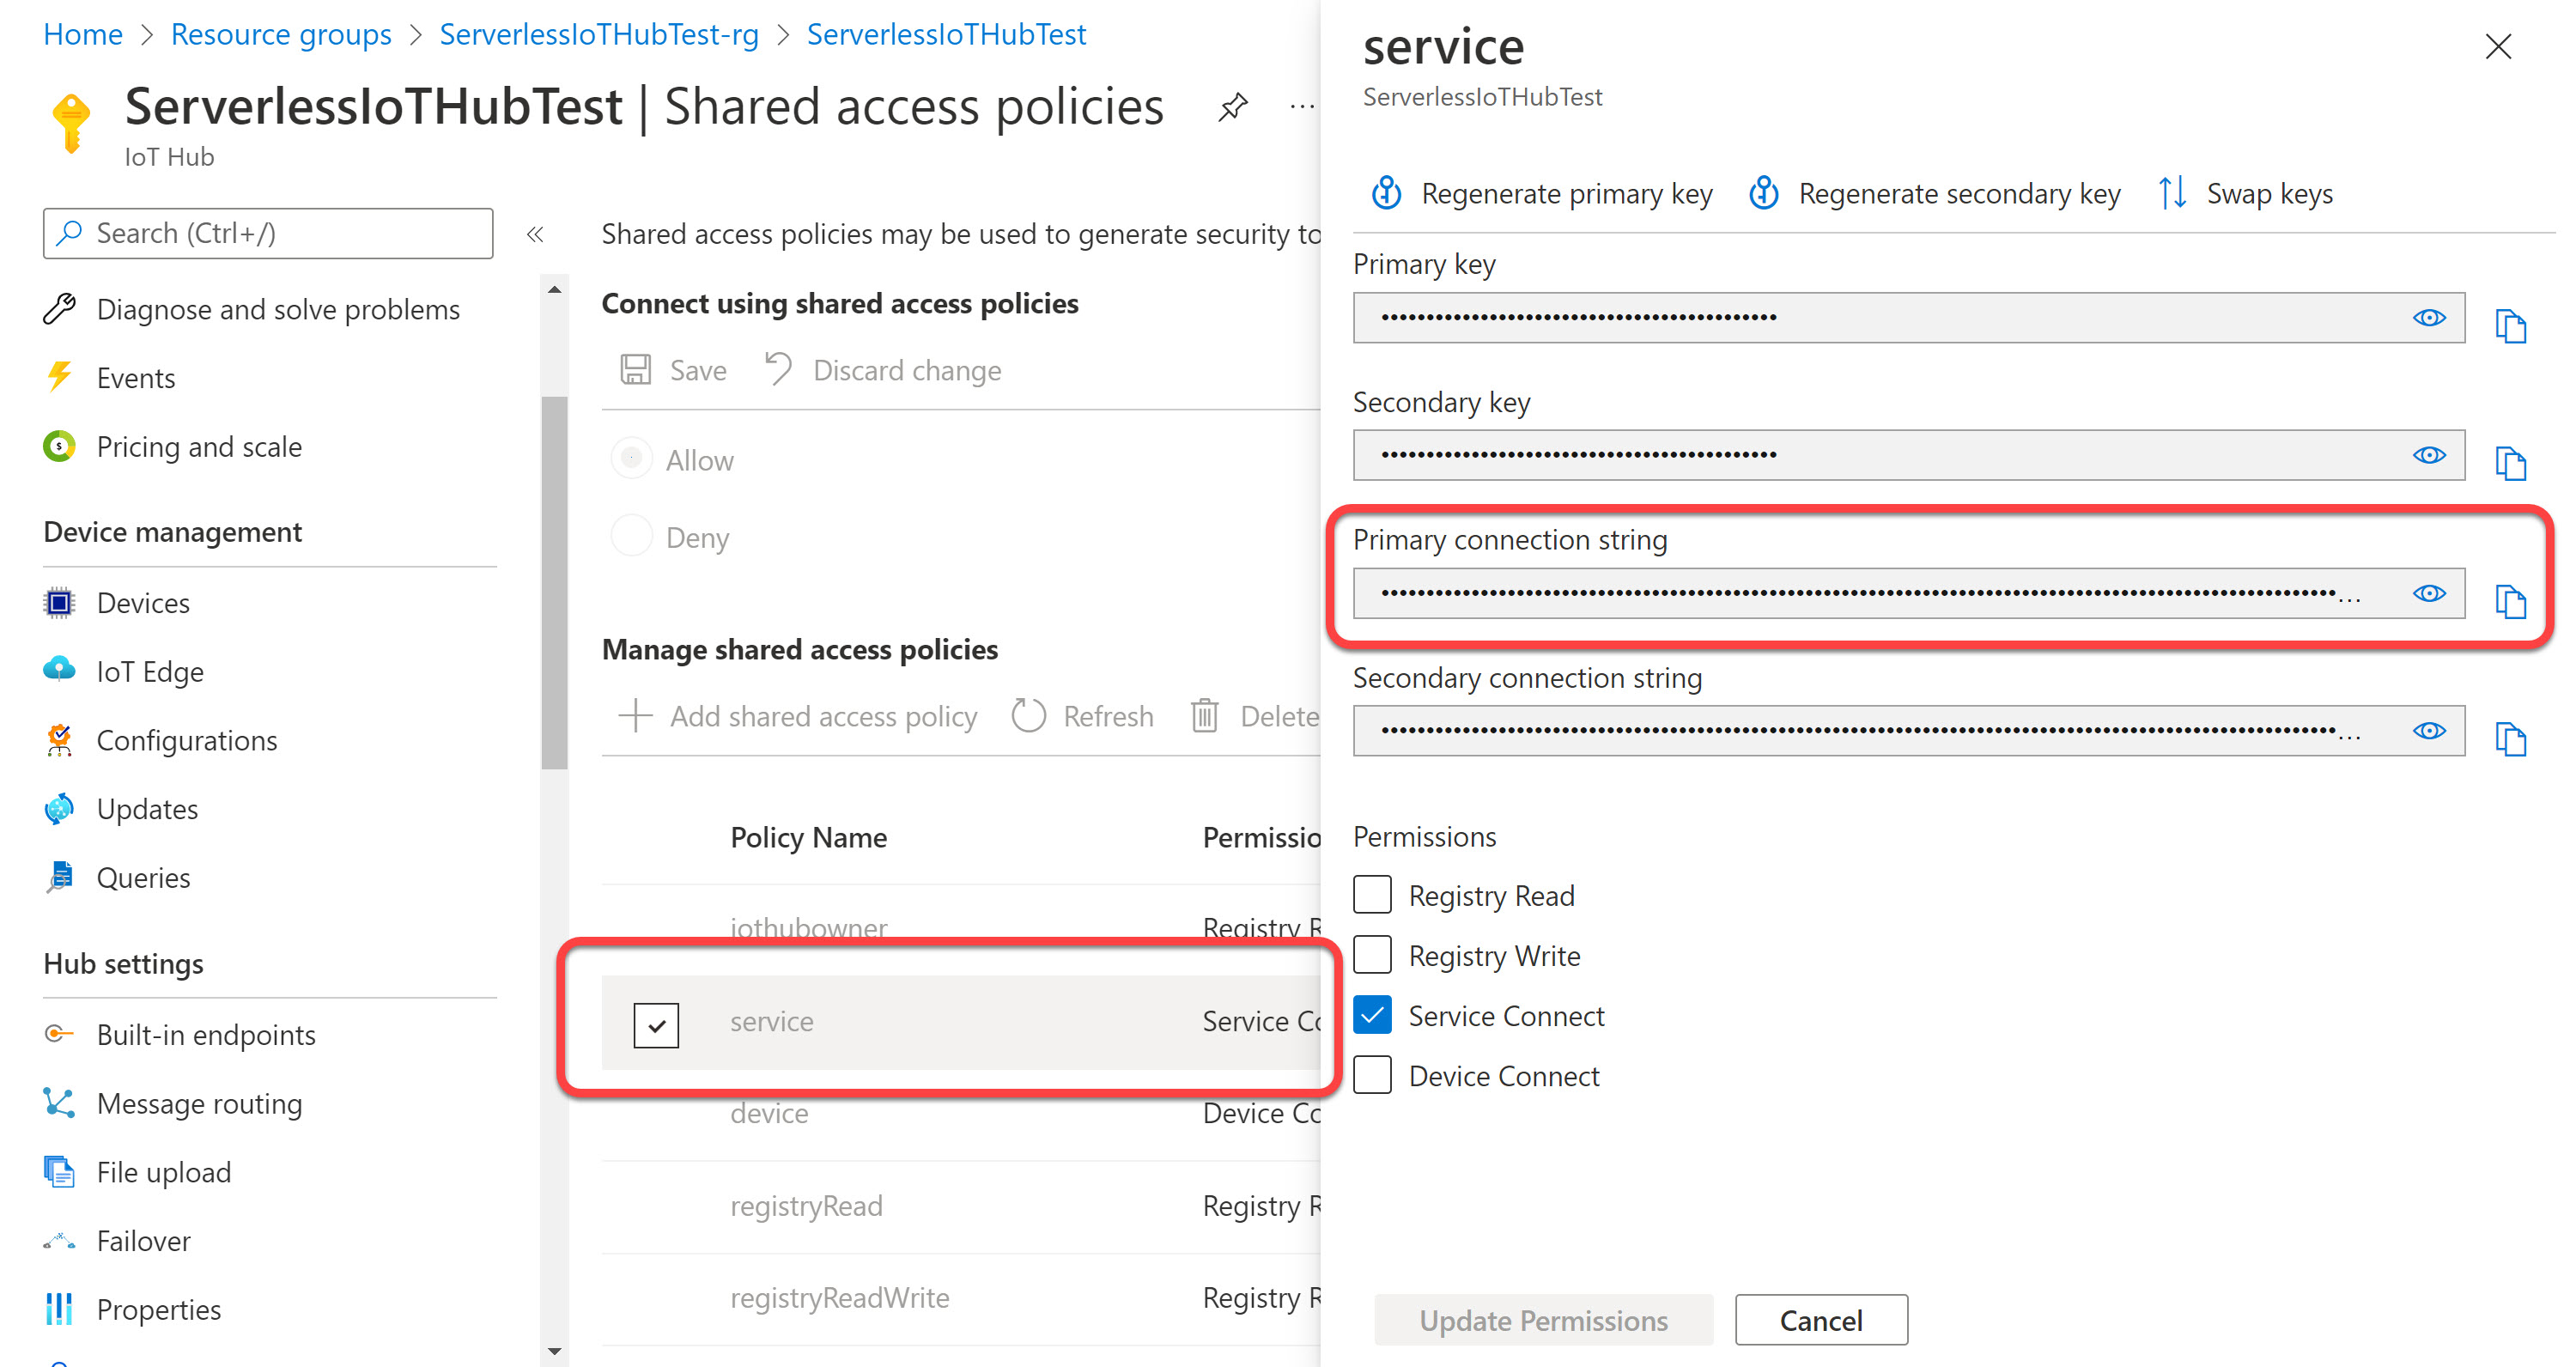 Home > Resource groups > ServerlessIoTHubTest-rg > ServerlessIoTHubTest
ServerlessIoTHubTest | Shared access policies
IoT Hub
Search (Ctrl+/)
Diagnose and solve problems
Events
Pricing and scale
Device management
Devices
IoT Edge
Configurations
Updates
Queries
Hub settings
Built-in endpoints
Message routing
File upload
Failover
Properties
Shared access policies may be used to generate security to
Connect using shared access policies
Save Discard change
Allow
Deny
Manage shared access policies
Add shared access policy Refresh Delete
Policy Name Permissio
iothubowner Registry R
service Service Co
device Device Co
registryRead Registry R
registryReadWrite Registry R
service
ServerlessIoTHubTest
Regenerate primary key Regenerate secondary key Swap keys
Primary key
Secondary key
Primary connection string
Secondary connection string
Permissions
Registry Read
Registry Write
Service Connect
Device Connect
Update Permissions Cancel